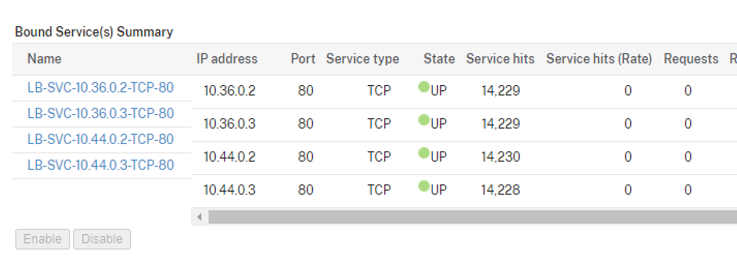 Bound Service(s) Summary
Name IP address Port Service type State Service hits Service hits (Rate) Requests R
LB-SVC-10.36.0.2-TCP-80 10.36.0.2 80 TCP UP 14,229 0 0
LB-SVC-10.36.0.3-TCP-80 10.36.0.3 80 TCP UP 14,229 0 0
LB-SVC-10.44.0.2-TCP-80 10.44.0.2 80 TCP UP 14,230 0 0
LB-SVC-10.44.0.3-TCP-80 10.44.0.3 80 TCP UP 14,228 0 0
Enable Disable